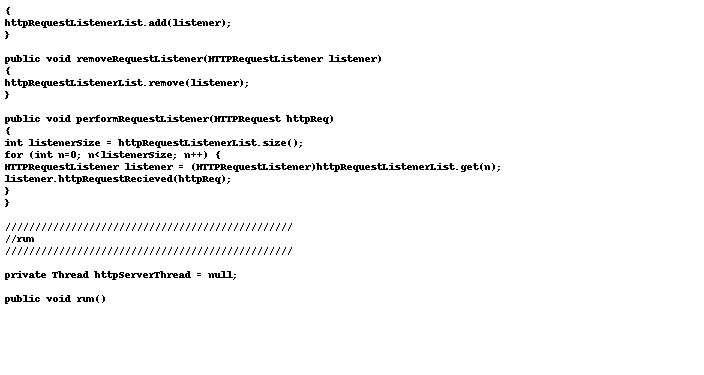 {
httpRequestListenerList.add(listener);
}
public void removeRequestListener(HTTPRequestListener listener)
{
httpRequestListenerList.remove(listener);
}
public void performRequestListener(HTTPRequest httpReq)
{
int listenerSize = httpRequestListenerList.size();
for (int n=0; n<listenerSize; n++) {
HTTPRequestListener listener = (HTTPRequestListener)httpRequestListenerList.get(n);
listener.httpRequestRecieved(httpReq);
}
}
////////////////////////////////////////////////
//run
////////////////////////////////////////////////
private Thread httpServerThread = null;
public void run()